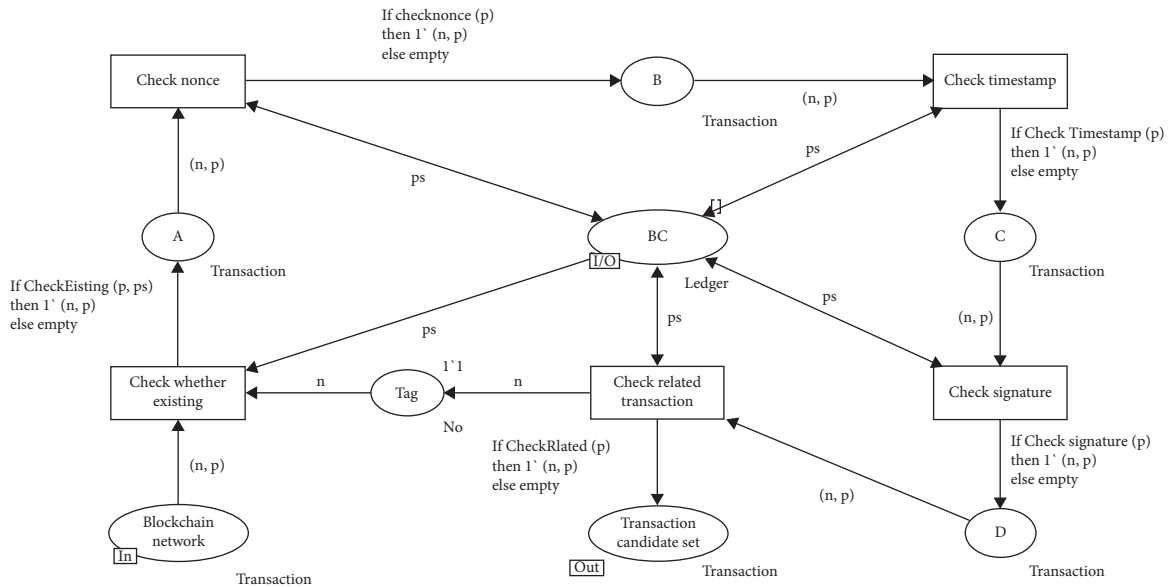 If checknonce (p)
then 1` (n, p)
else empty
Check nonce
B
Check timestamp
(n, p)
Transaction
If Check Timestamp (p)
then 1` (n, p)
else empty
ps
(n, p)
ps
[]
A
BC
C
I/O
Transaction
Ledger
Transaction
If CheckEisting (p, ps)
then 1` (n, p)
else empty
ps
ps
ps
(n, p)
Check whether
existing
n
Tag
1`1
No
n
Check related
transaction
Check signature
If CheckRlated (p)
then 1` (n, p)
else empty
If Check signature (p)
then 1` (n, p)
else empty
(n, p)
(n, p)
Blockchain
network
In
Transaction
Transaction
candidate set
Out
Transaction
D
Transaction